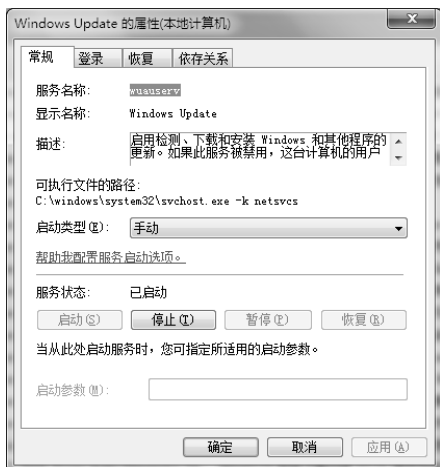 Windows Update 的属性(本地计算机)
常规 登录 恢复 依存关系
服务名称: wuauserv
显示名称: Windows Update
描述: 启用检测、下载和安装 Windows 和其他程序的
更新。如果此服务被禁用，这台计算机的用户
可执行文件的路径:
C:\windows\system32\svchost.exe -k netsvcs
启动类型(E): 手动
帮助我配置服务启动选项。
服务状态: 已启动
启动(S) 停止(T) 暂停(P) 恢复(R)
当从此处启动服务时，您可指定所适用的启动参数。
启动参数(M):
确定 取消 应用(A)